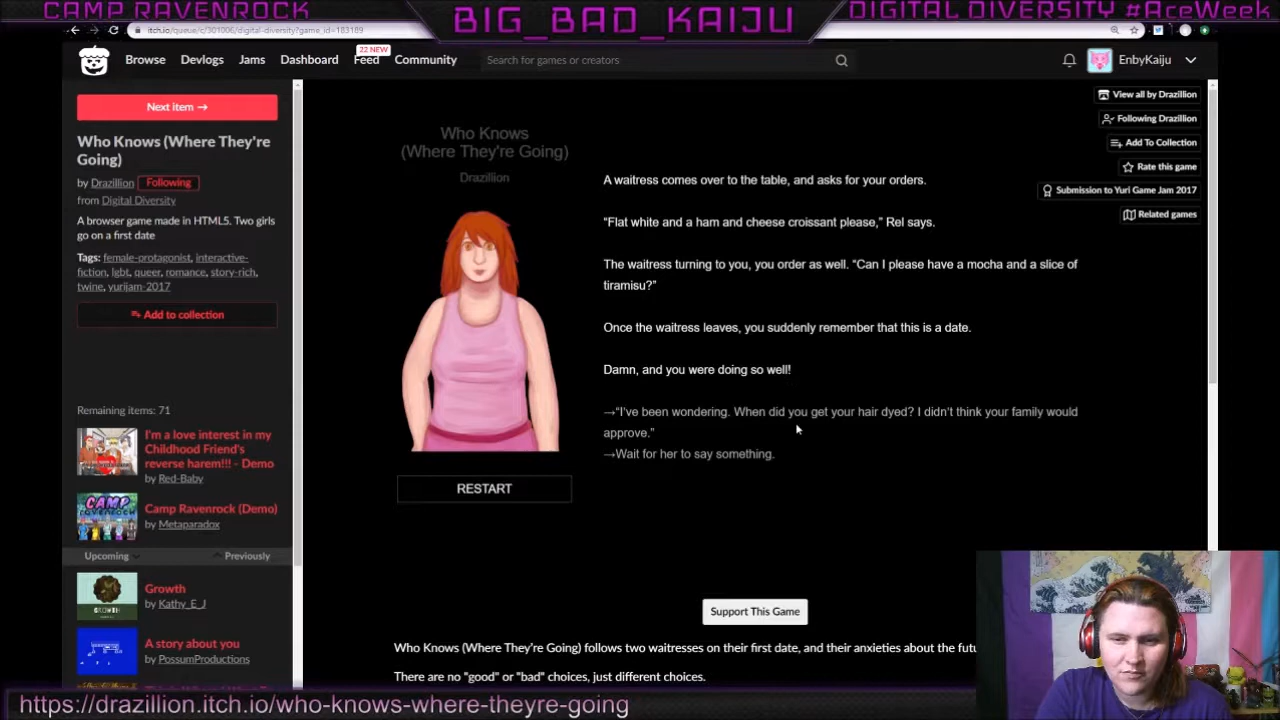 CAMP RAVENROCK
BIG_BAD_KAIJU
DIGITAL DIVERSITY #AceWeek
itch.io/queue/c/301006/digital-diversity?game_id=183189
Browse
Devlogs
Jams
Dashboard
22 NEW
Feed
Community
Search for games or creators
EnbyKaiju
Next item →
Who Knows (Where They're
Going)
by Drazillion Following
from Digital Diversity
A browser game made in HTML5. Two girls
go on a first date
Tags: female-protagonist, interactive-
fiction, lgbt, queer, romance, story-rich,
twine, yurijam-2017
Add to collection
Remaining items: 71
I'm a love interest in my
Childhood Friend's
reverse harem!!! - Demo
by Red-Baby
CAMP
RAVENROCK
Camp Ravenrock (Demo)
by Metaparadox
Upcoming
Previously
GROWTH
Growth
by Kathy_E_J
A story about you
by PossumProductions
Who Knows
(Where They're Going)
Drazillion
RESTART
A waitress comes over to the table, and asks for your orders.
“Flat white and a ham and cheese croissant please,” Rel says.
The waitress turning to you, you order as well. “Can I please have a mocha and a slice of
tiramisu?”
Once the waitress leaves, you suddenly remember that this is a date.
Damn, and you were doing so well!
→“I've been wondering. When did you get your hair dyed? I didn't think your family would
approve.”
→Wait for her to say something.
View all by Drazillion
Following Drazillion
Add To Collection
Rate this game
Submission to Yuri Game Jam 2017
Related games
Support This Game
Who Knows (Where They're Going) follows two waitresses on their first date, and their anxieties about the futu
There are no "good" or "bad" choices, just different choices.
https://drazillion.itch.io/who-knows-where-theyre-going